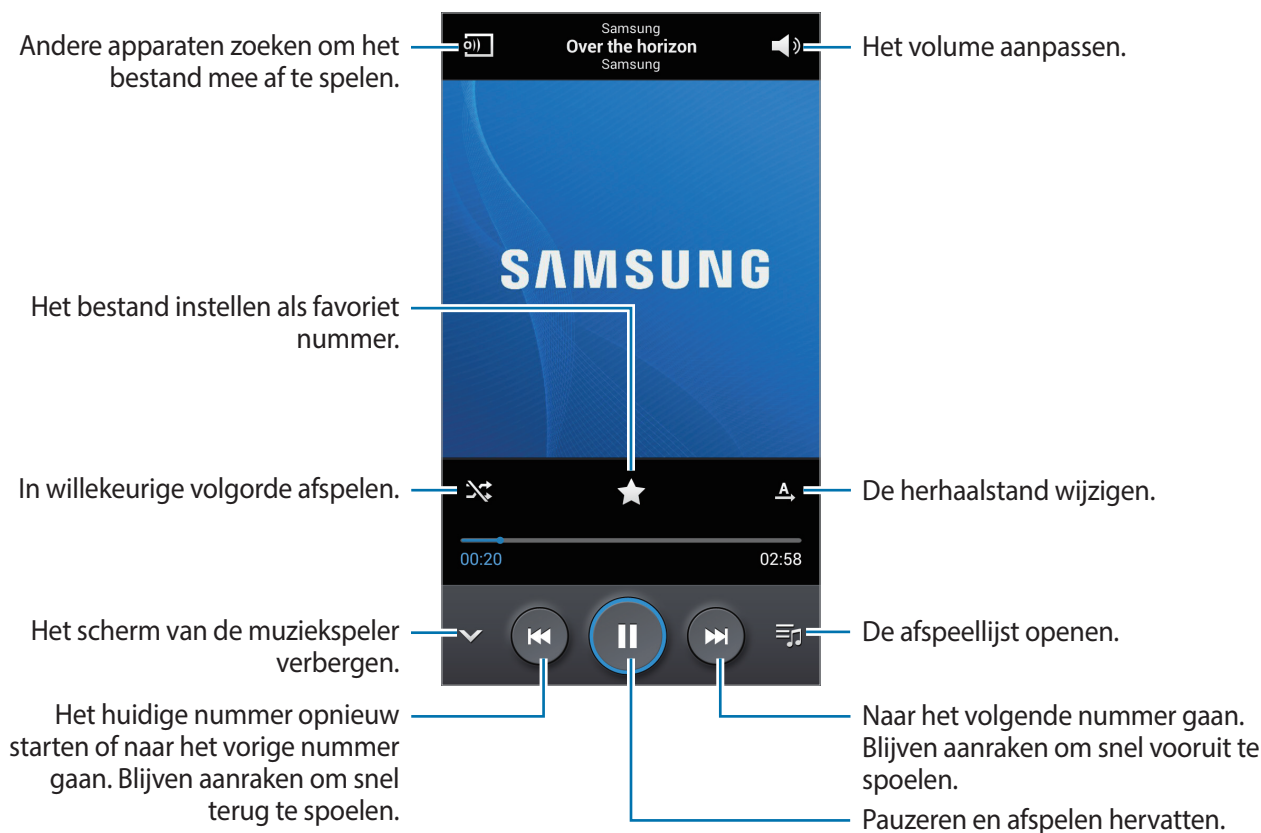 Samsung
Over the horizon
Samsung
Andere apparaten zoeken om het
bestand mee af te spelen.
Het volume aanpassen.
SAMSUNG
Het bestand instellen als favoriet
nummer.
In willekeurige volgorde afspelen.
A
De herhaalstand wijzigen.
00:20
02:58
Het scherm van de muziekspeler
verbergen.
De afspeellijst openen.
Het huidige nummer opnieuw
starten of naar het vorige nummer
gaan. Blijven aanraken om snel
terug te spoelen.
Naar het volgende nummer gaan.
Blijven aanraken om snel vooruit te
spoelen.
Pauzeren en afspelen hervatten.